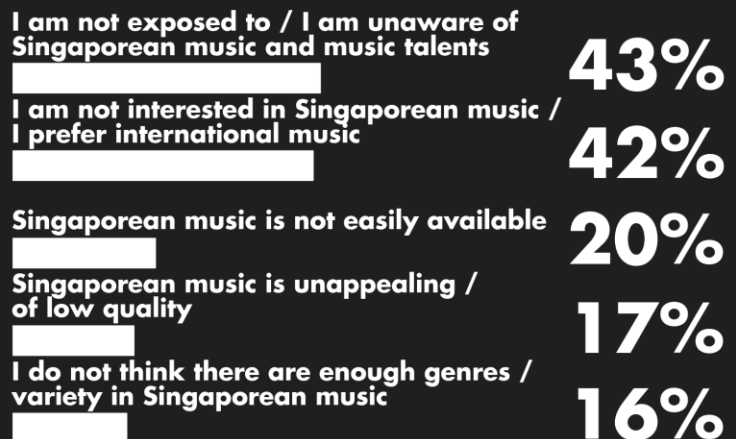 I am not exposed to / I am unaware of
Singaporean music and music talents
43%
I am not interested in Singaporean music /
I prefer international music
42%
Singaporean music is not easily available
20%
Singaporean music is unappealing /
of low quality
17%
I do not think there are enough genres /
variety in Singaporean music
16%